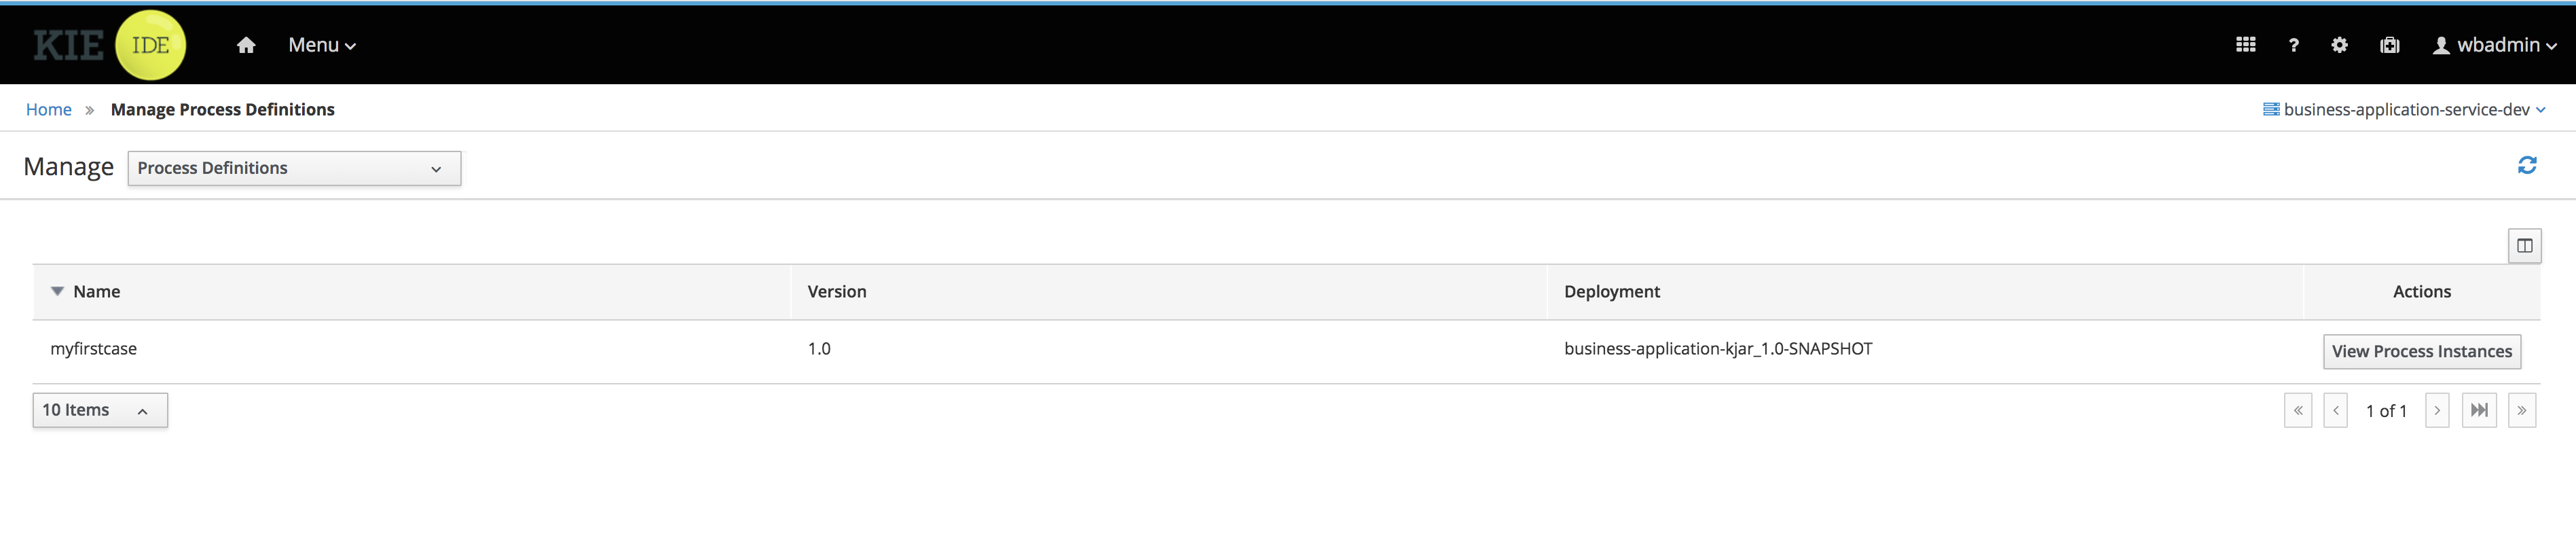 KIE IDE Menu ? wbadmin
Home » Manage Process Definitions business-application-service-dev
Manage Process Definitions
Name Version Deployment Actions
myfirstcase 1.0 business-application-kjar_1.0-SNAPSHOT View Process Instances
10 Items « ‹ 1 of 1 › »